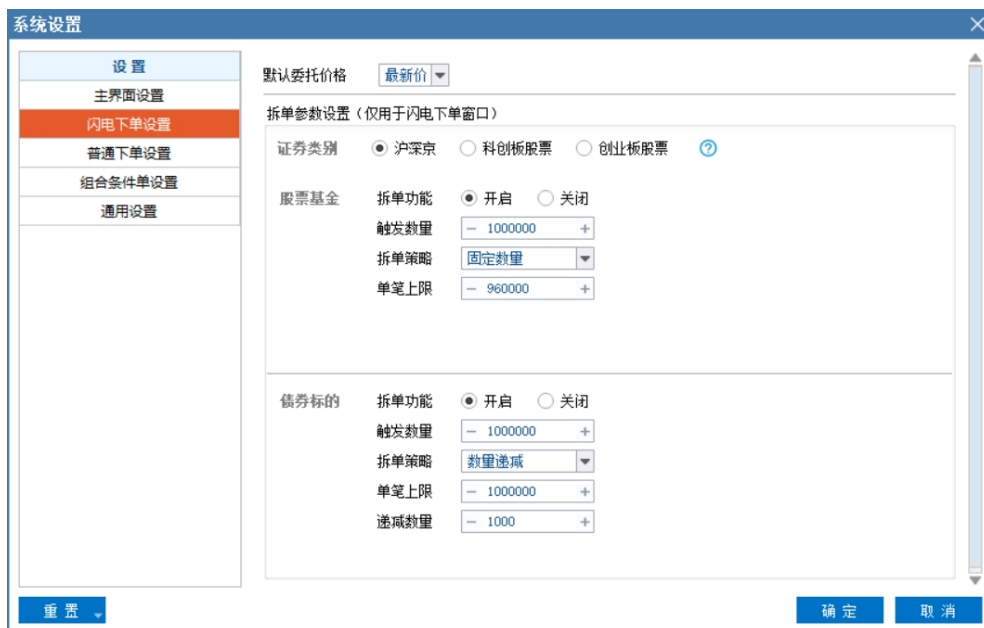 系统设置
设置
主界面设置
闪电下单设置
普通下单设置
组合条件单设置
通用设置
默认委托价格 最新价
拆单参数设置（仅用于闪电下单窗口）
证券类别 沪深京 科创板股票 创业板股票 ?
股票基金 拆单功能 开启 关闭
触发数量 − 1000000 +
拆单策略 固定数量
单笔上限 − 960000 +
债券标的 拆单功能 开启 关闭
触发数量 − 1000000 +
拆单策略 数量递减
单笔上限 − 1000000 +
递减数量 − 1000 +
重置 确定 取消